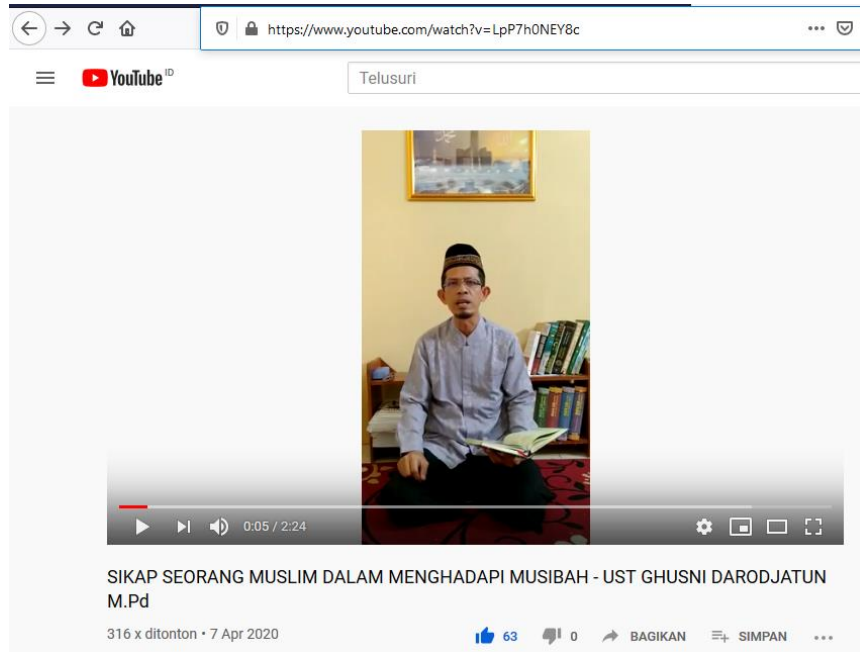 https://www.youtube.com/watch?v=LpP7h0NEY8c
YouTube ID
Telusuri
0:05 / 2:24
SIKAP SEORANG MUSLIM DALAM MENGHADAPI MUSIBAH - UST GHUSNI DARODJATUN
M.Pd
316 x ditonton • 7 Apr 2020
63 0 BAGIKAN SIMPAN